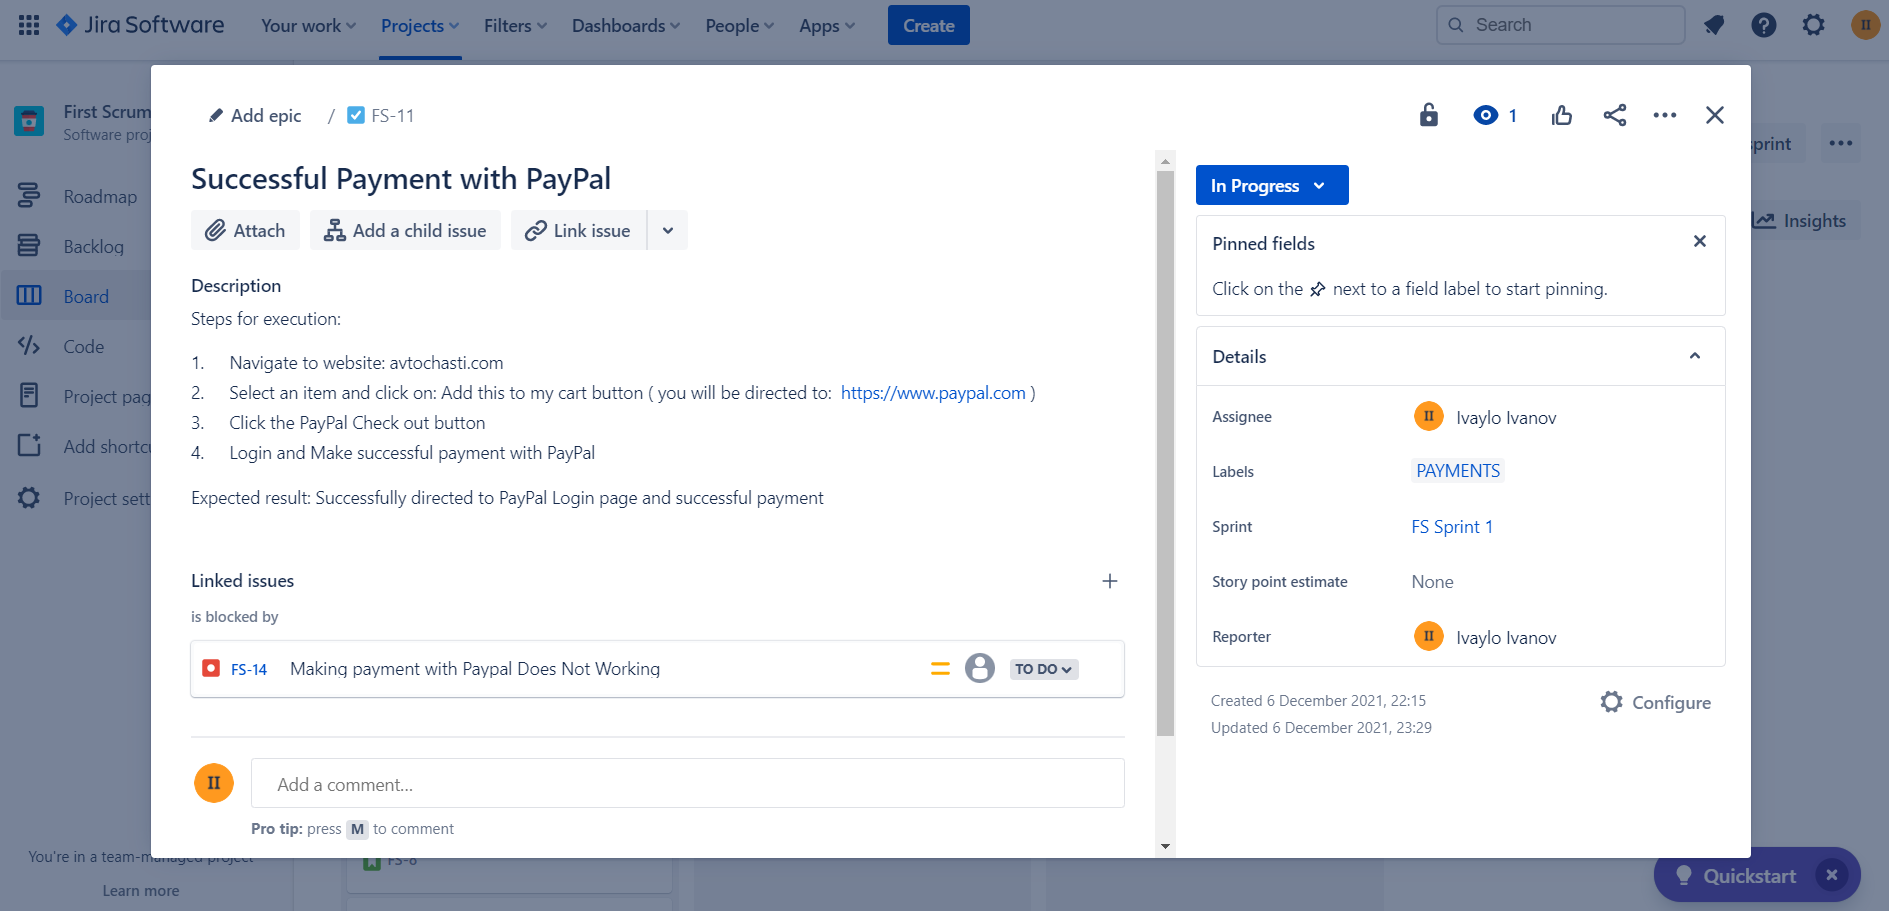 Jira Software Your work Projects Filters Dashboards People Apps Create Search II
First Scrum
Software proj
Roadmap
Backlog
Board
Code
Project pag
Add shortcu
Project sett
You're in a team-managed project
Learn more
Add epic / FS-11 1
Successful Payment with PayPal
Attach Add a child issue Link issue
Description
Steps for execution:
1. Navigate to website: avtochasti.com
2. Select an item and click on: Add this to my cart button ( you will be directed to: https://www.paypal.com )
3. Click the PayPal Check out button
4. Login and Make successful payment with PayPal
Expected result: Successfully directed to PayPal Login page and successful payment
Linked issues
is blocked by
FS-14 Making payment with Paypal Does Not Working TO DO
II Add a comment...
Pro tip: press M to comment
In Progress
Pinned fields
Click on the next to a field label to start pinning.
Details
Assignee II Ivaylo Ivanov
Labels PAYMENTS
Sprint FS Sprint 1
Story point estimate None
Reporter II Ivaylo Ivanov
Created 6 December 2021, 22:15
Updated 6 December 2021, 23:29
Configure
sprint
Insights
Quickstart